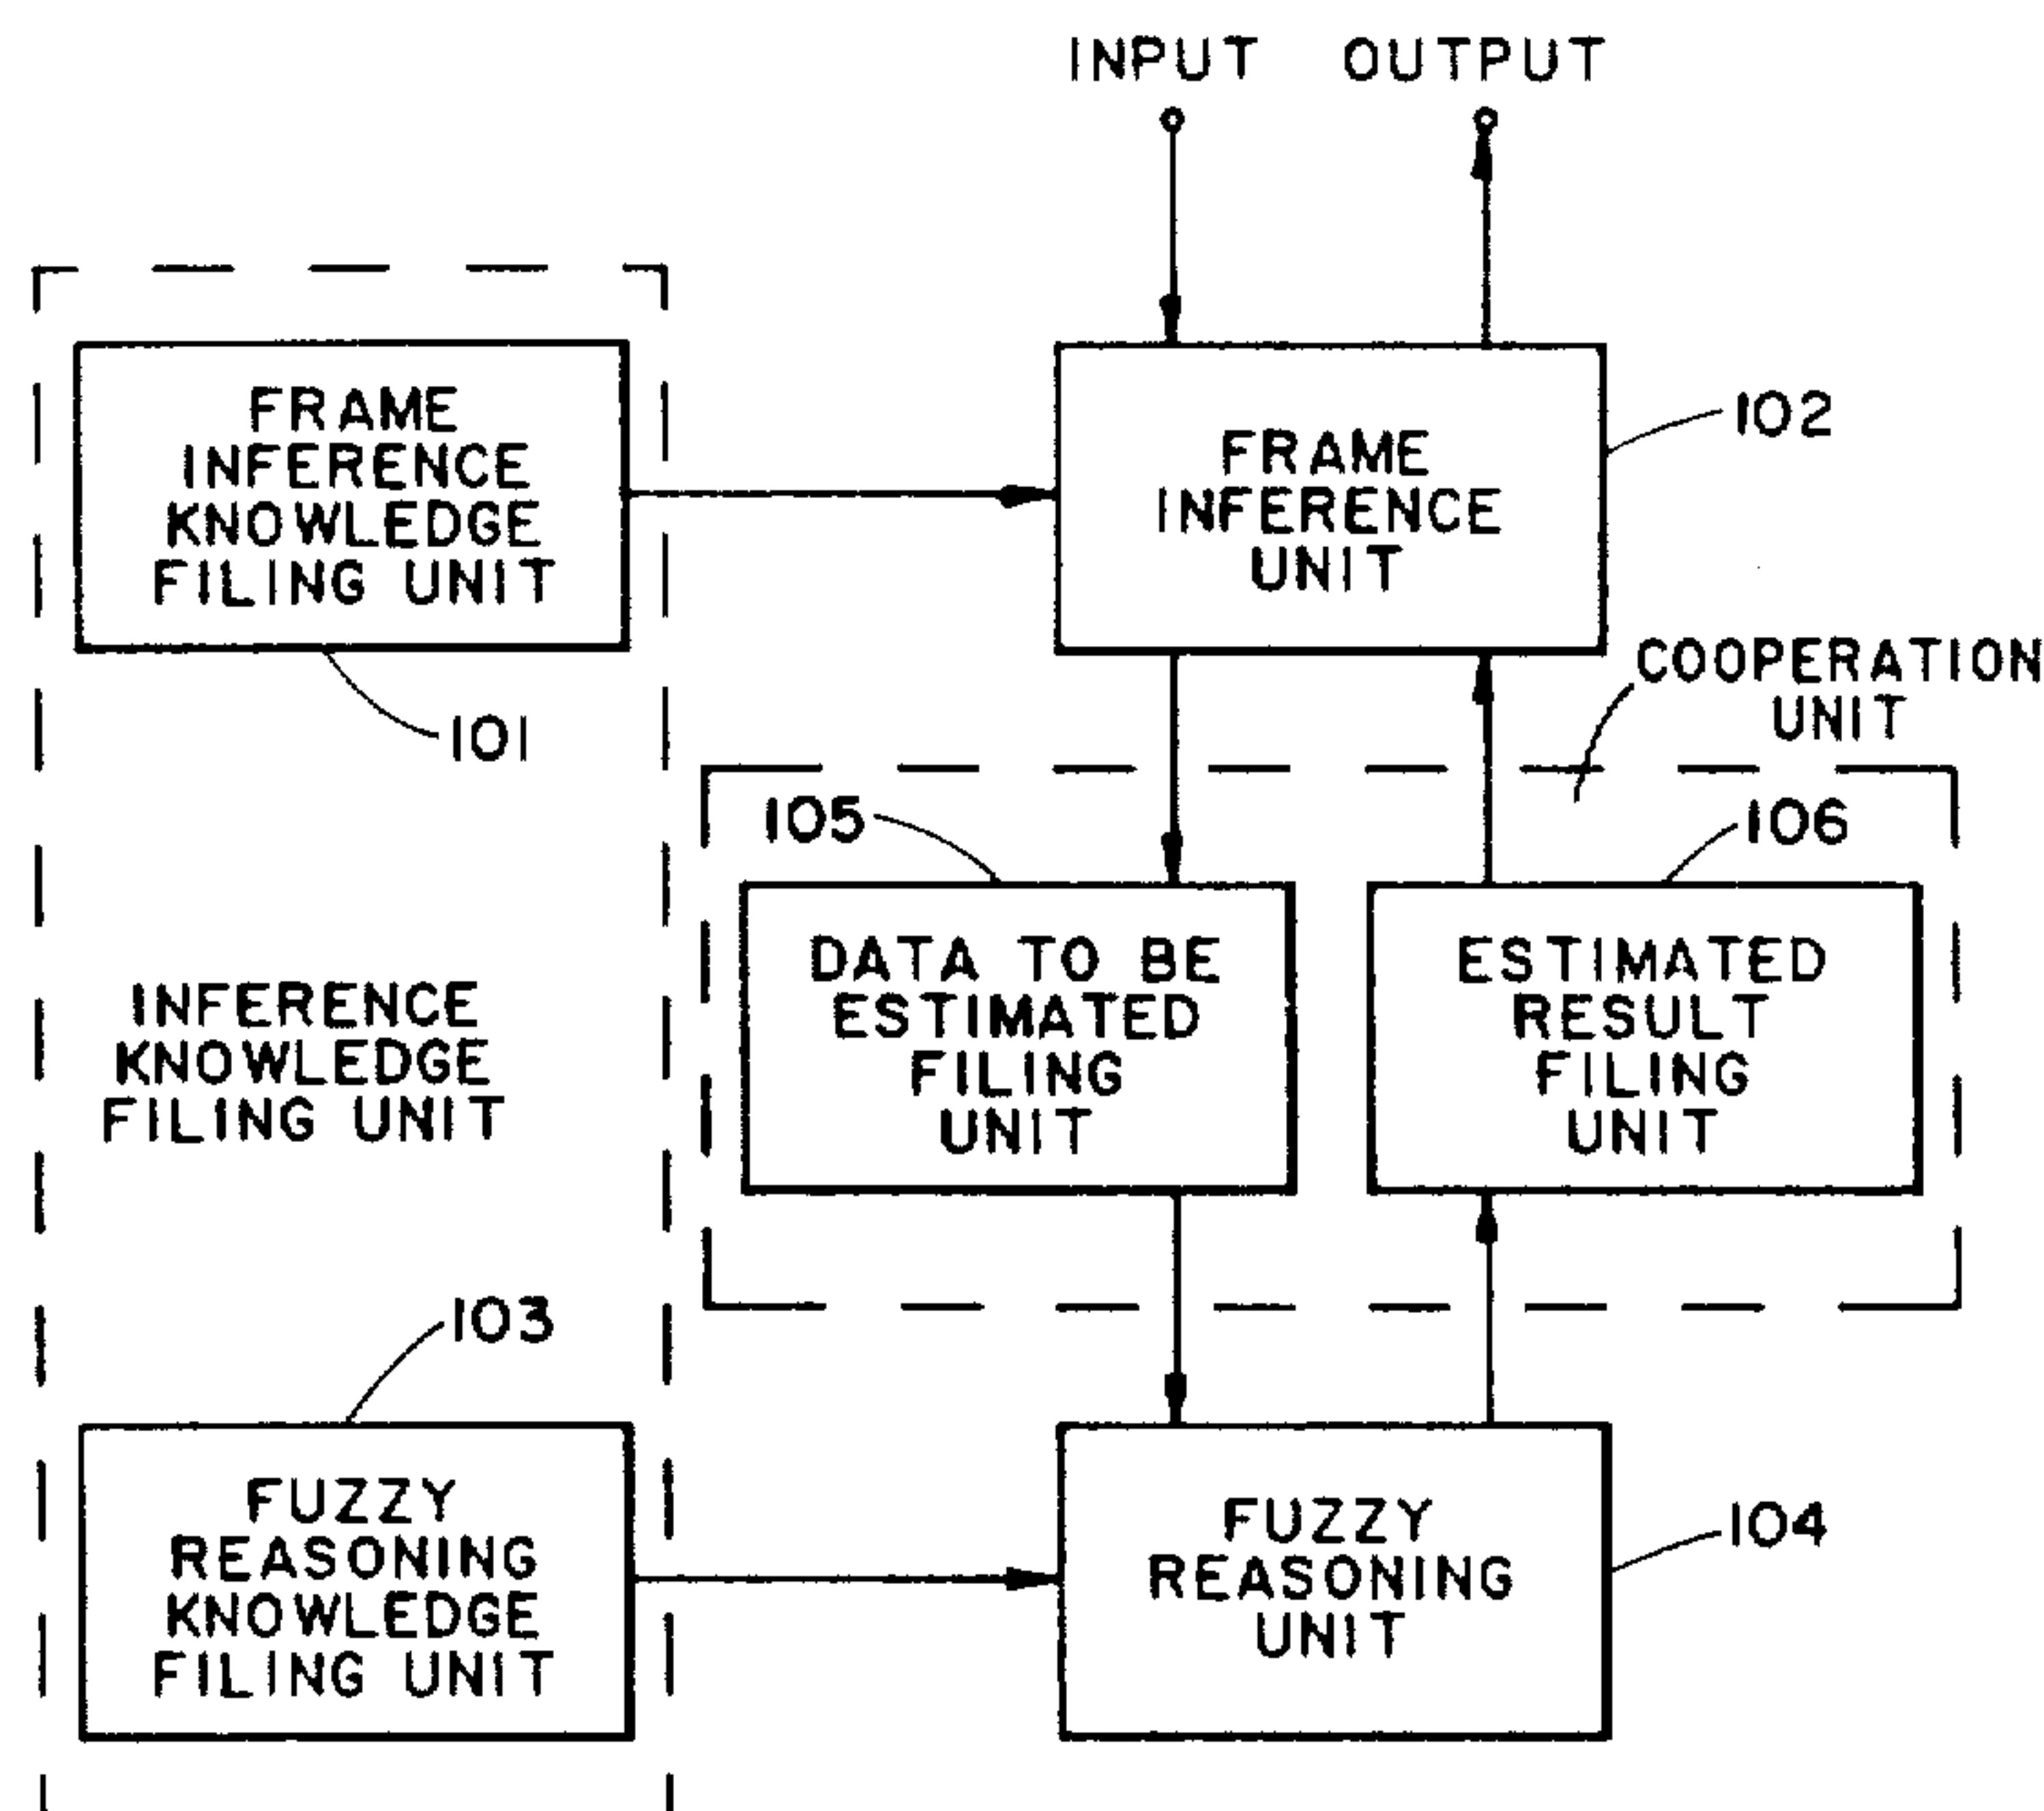 INPUT OUTPUT
FRAME
INFERENCE
KNOWLEDGE
FILING UNIT
101
FRAME
INFERENCE
UNIT
102
COOPERATION
UNIT
105
106
DATA TO BE
ESTIMATED
FILING
UNIT
ESTIMATED
RESULT
FILING
UNIT
INFERENCE
KNOWLEDGE
FILING UNIT
103
FUZZY
REASONING
KNOWLEDGE
FILING UNIT
FUZZY
REASONING
UNIT
104